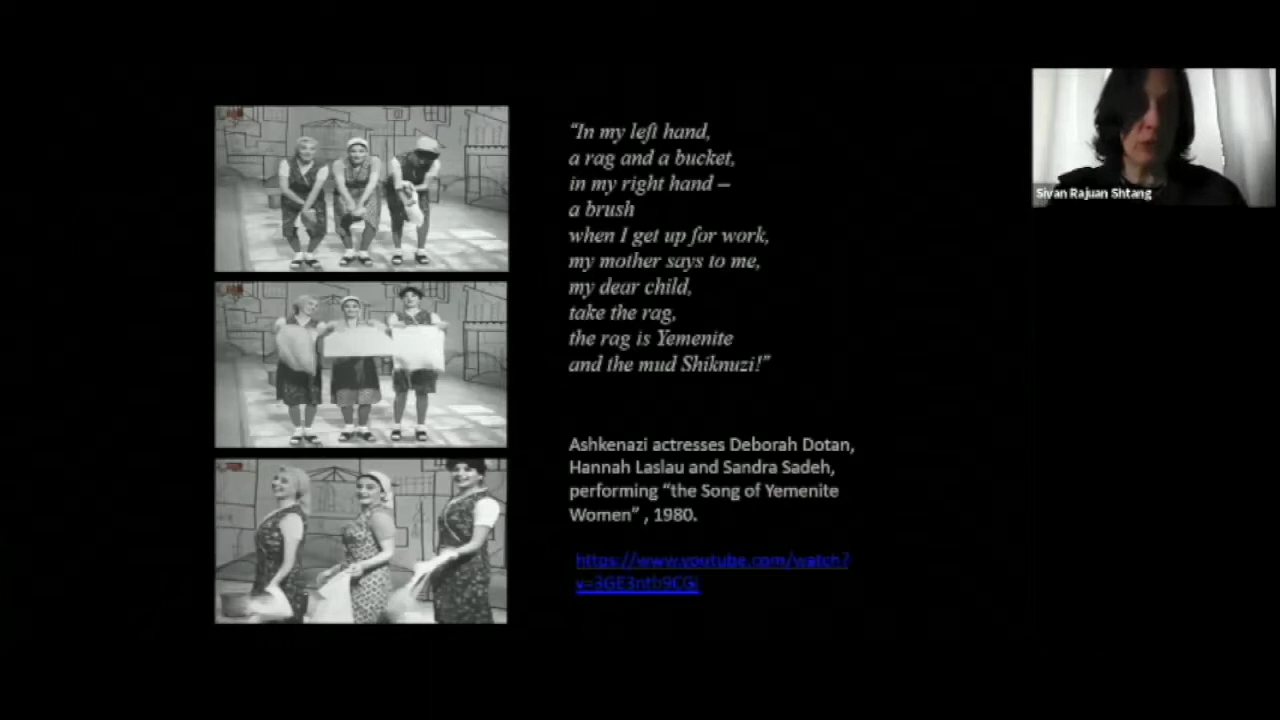 “In my left hand,
a rag and a bucket,
in my right hand –
a brush
when I get up for work,
my mother says to me,
my dear child,
take the rag,
the rag is Yemenite
and the mud Shiknuzi!”
Ashkenazi actresses Deborah Dotan,
Hannah Laslau and Sandra Sadeh,
performing “the Song of Yemenite
Women” , 1980.
https://www.youtube.com/watch?
Sivan Rajuan Shtang